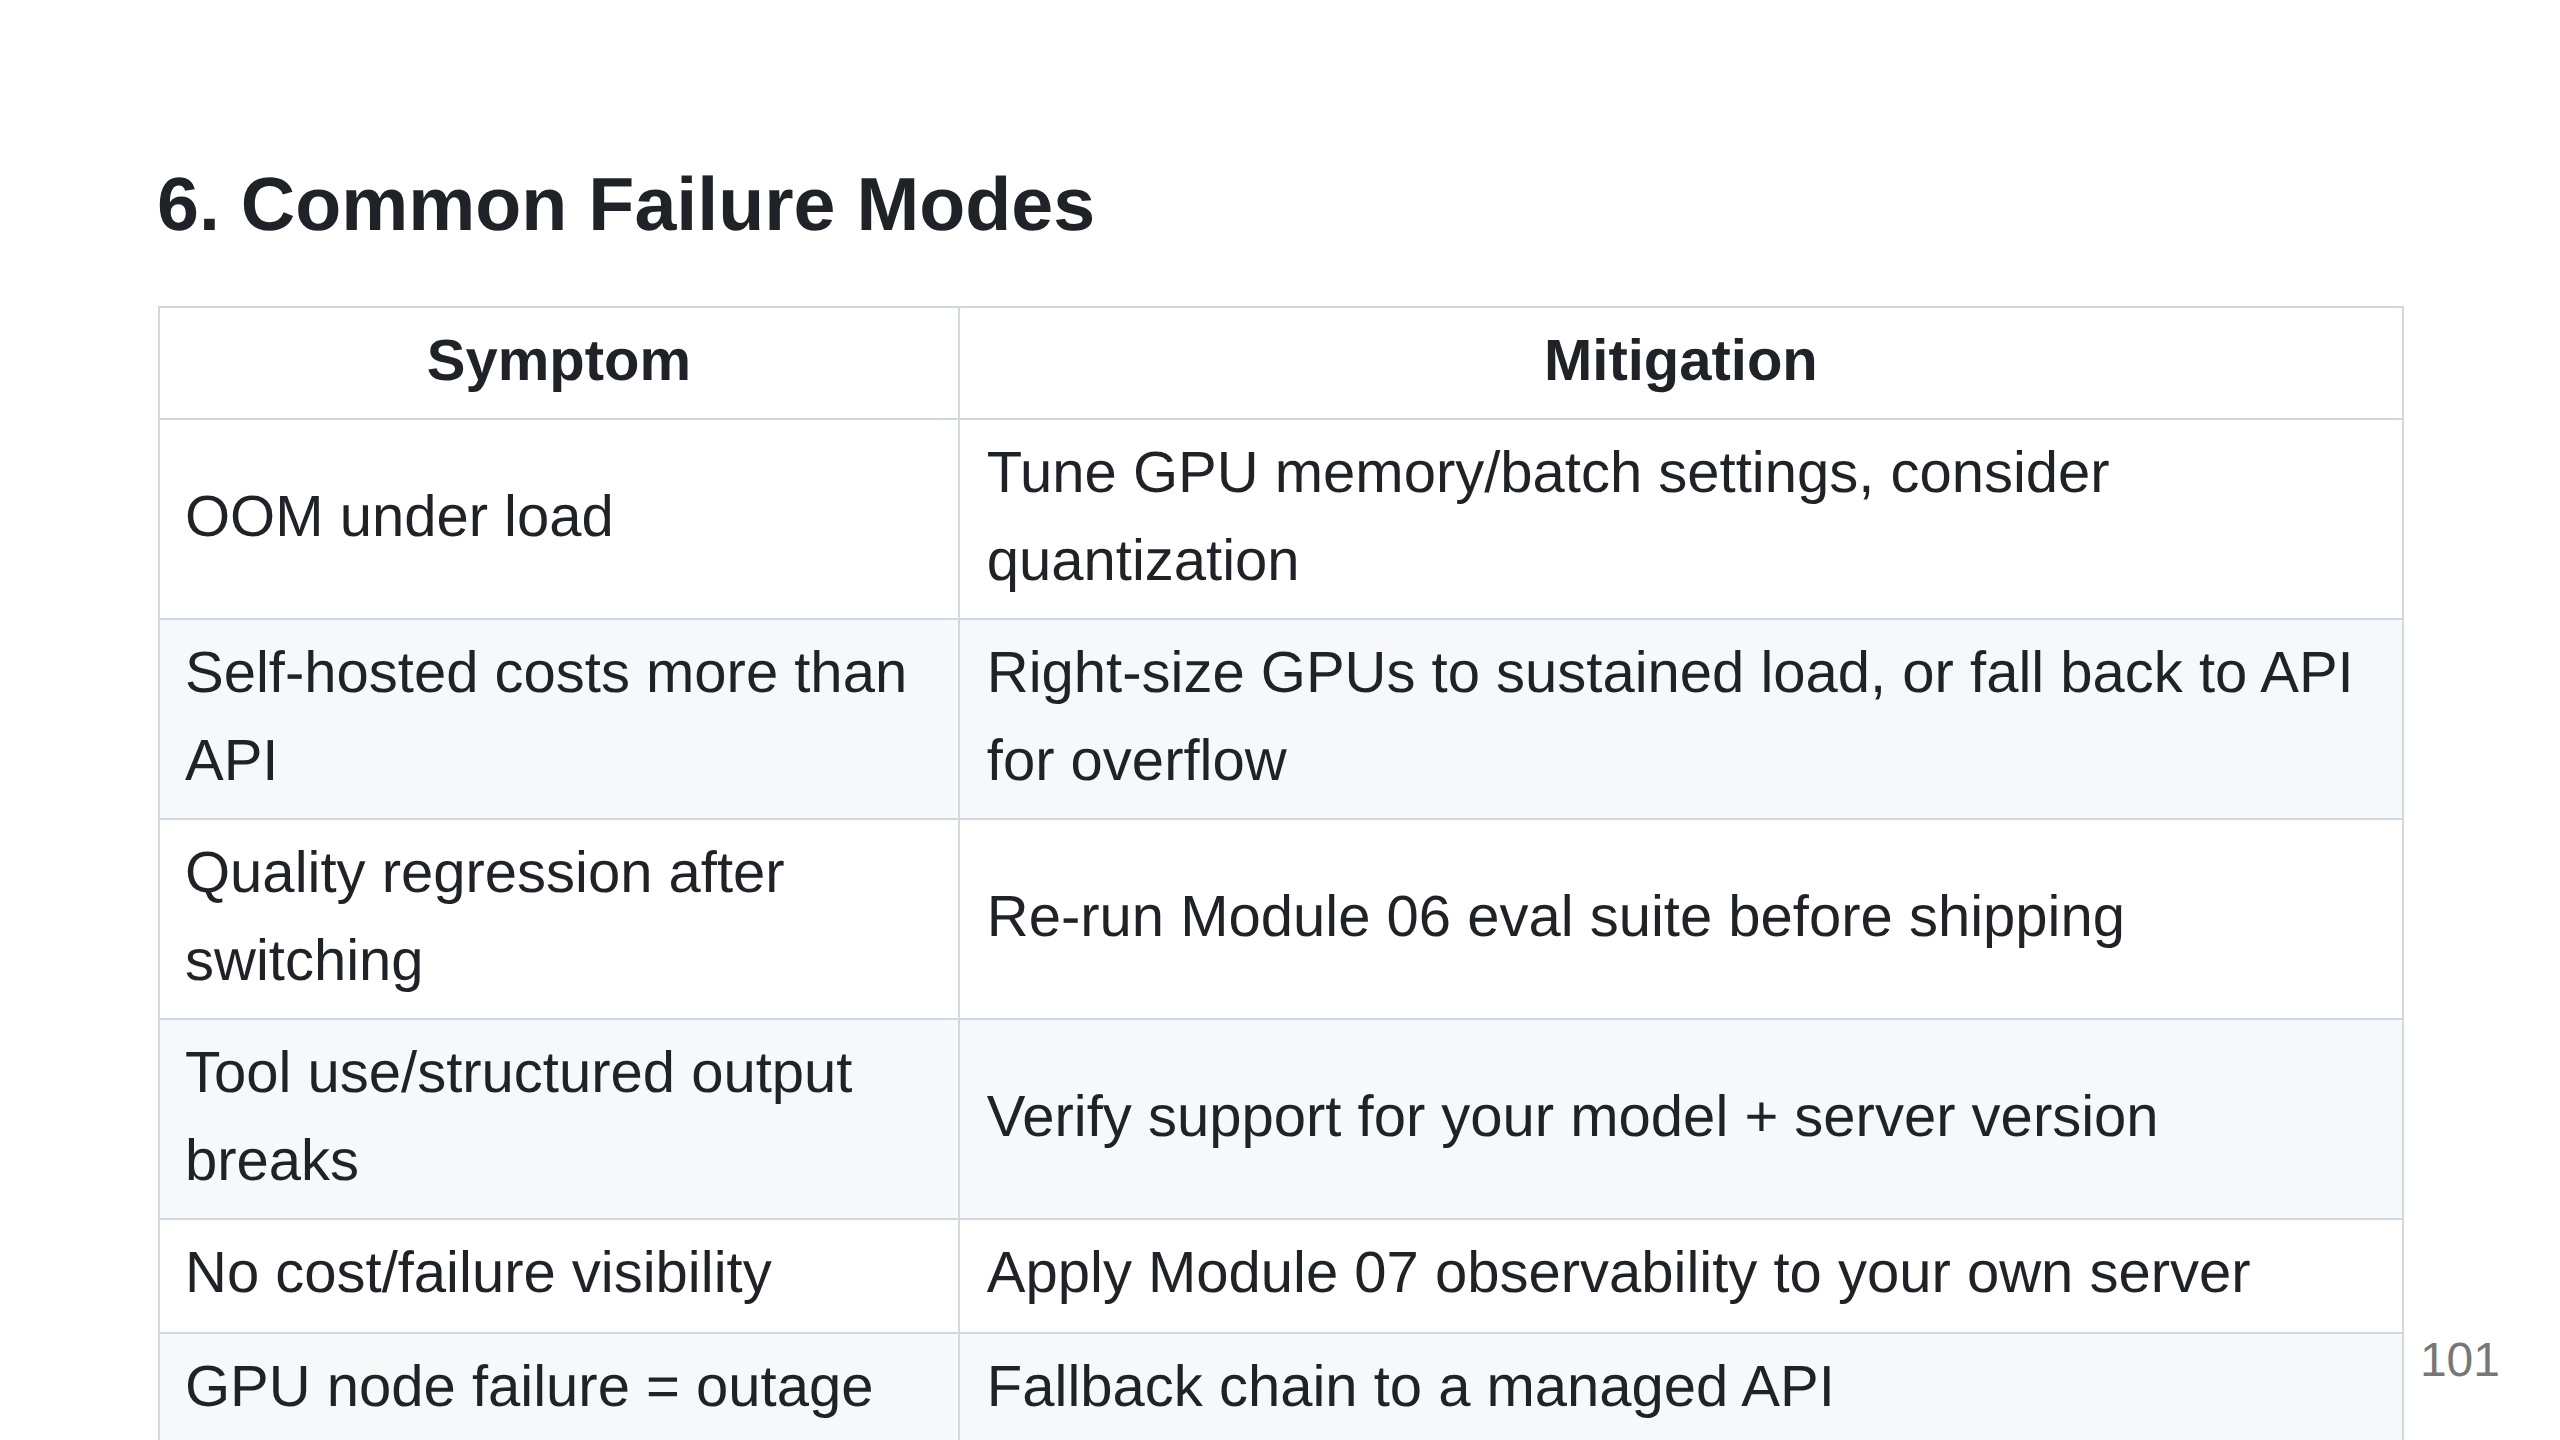 6. Common Failure Modes
Symptom
Mitigation
OOM under load
Tune GPU memory/batch settings, consider
quantization
Self-hosted costs more than
API
Right-size GPUs to sustained load, or fall back to API
for overflow
Quality regression after
switching
Re-run Module 06 eval suite before shipping
Tool use/structured output
breaks
Verify support for your model + server version
No cost/failure visibility
Apply Module 07 observability to your own server
GPU node failure = outage
Fallback chain to a managed API
101